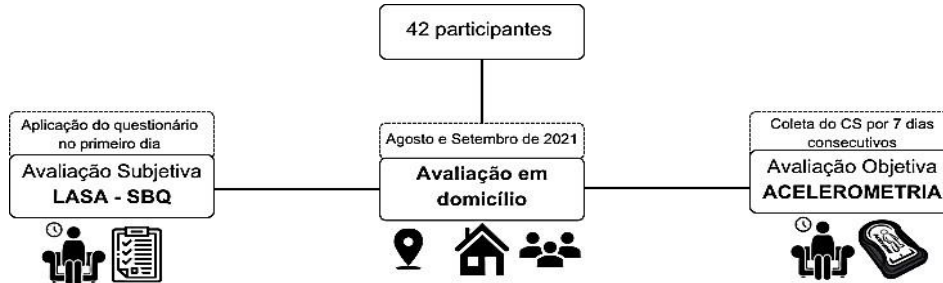 42 participantes
Aplicação do questionário
no primeiro dia
Avaliação Subjetiva
LASA - SBQ
Agosto e Setembro de 2021
Avaliação em
domicílio
Coleta do CS por 7 dias
consecutivos
Avaliação Objetiva
ACELEROMETRIA